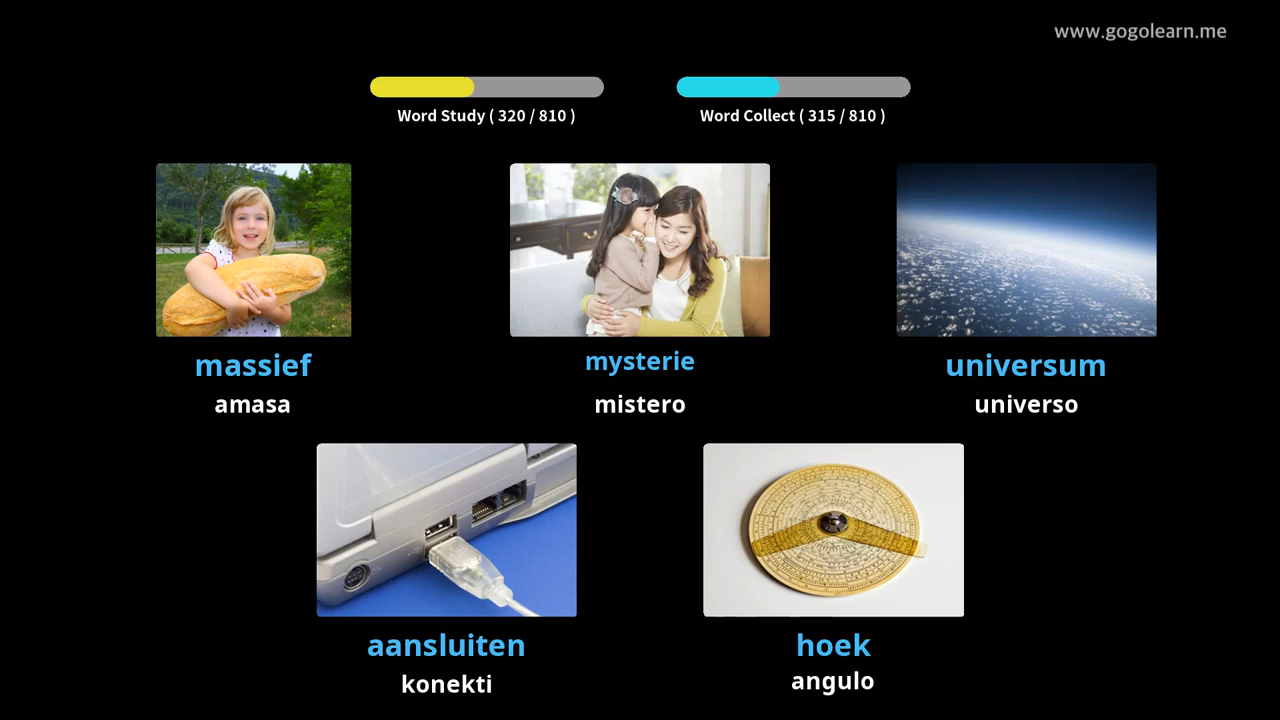 www.gogolearn.me
Word Study ( 320 / 810 )
Word Collect ( 315 / 810 )
massief
amasa
mysterie
mistero
universum
universo
aansluiten
konekti
hoek
angulo